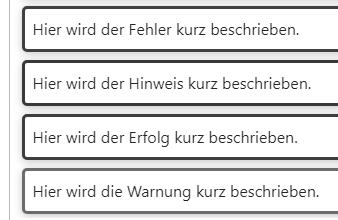 Hier wird der Fehler kurz beschrieben.
Hier wird der Hinweis kurz beschrieben.
Hier wird der Erfolg kurz beschrieben.
Hier wird die Warnung kurz beschrieben.